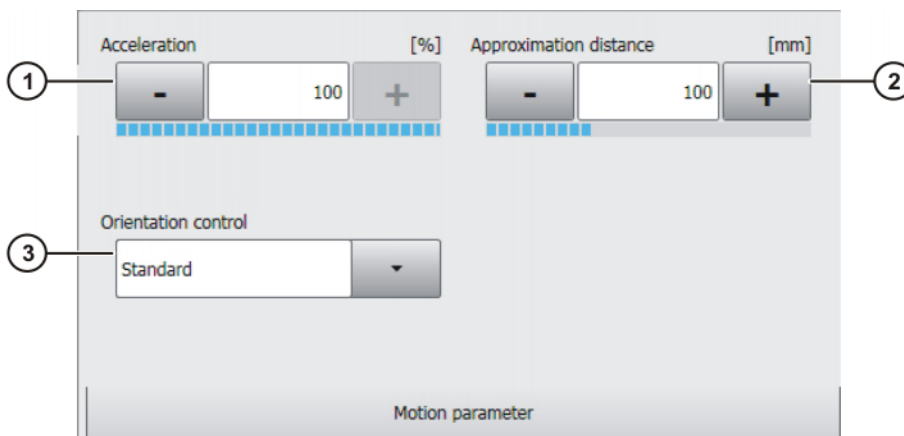 Acceleration [%] Approximation distance [mm]
1 - 100 + - 100 + 2
Orientation control
3 Standard
Motion parameter